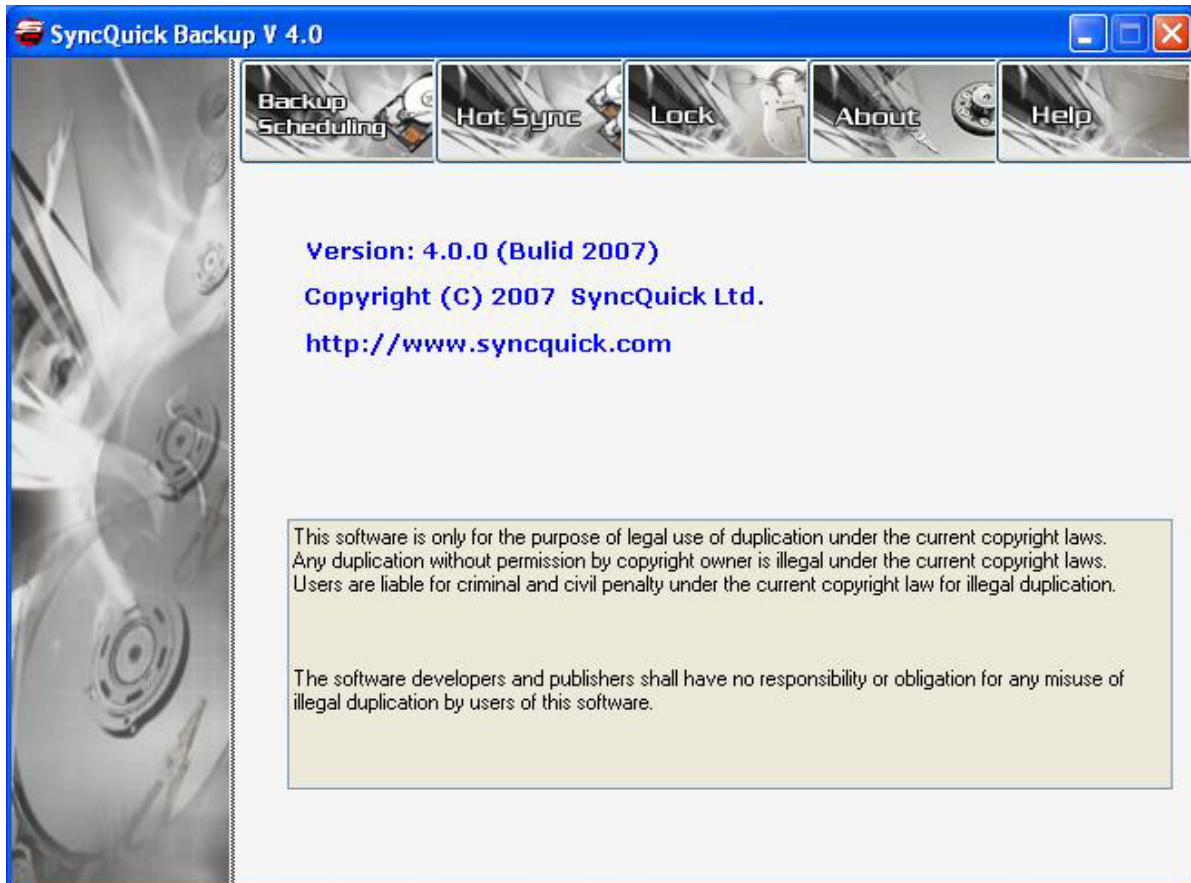 SyncQuick Backup V 4.0
Backup
Scheduling
Hot Sync
Lock
About
Help
Version: 4.0.0 (Bulid 2007)
Copyright (C) 2007 SyncQuick Ltd.
http://www.syncquick.com
This software is only for the purpose of legal use of duplication under the current copyright laws.
Any duplication without permission by copyright owner is illegal under the current copyright laws.
Users are liable for criminal and civil penalty under the current copyright law for illegal duplication.
The software developers and publishers shall have no responsibility or obligation for any misuse of
illegal duplication by users of this software.